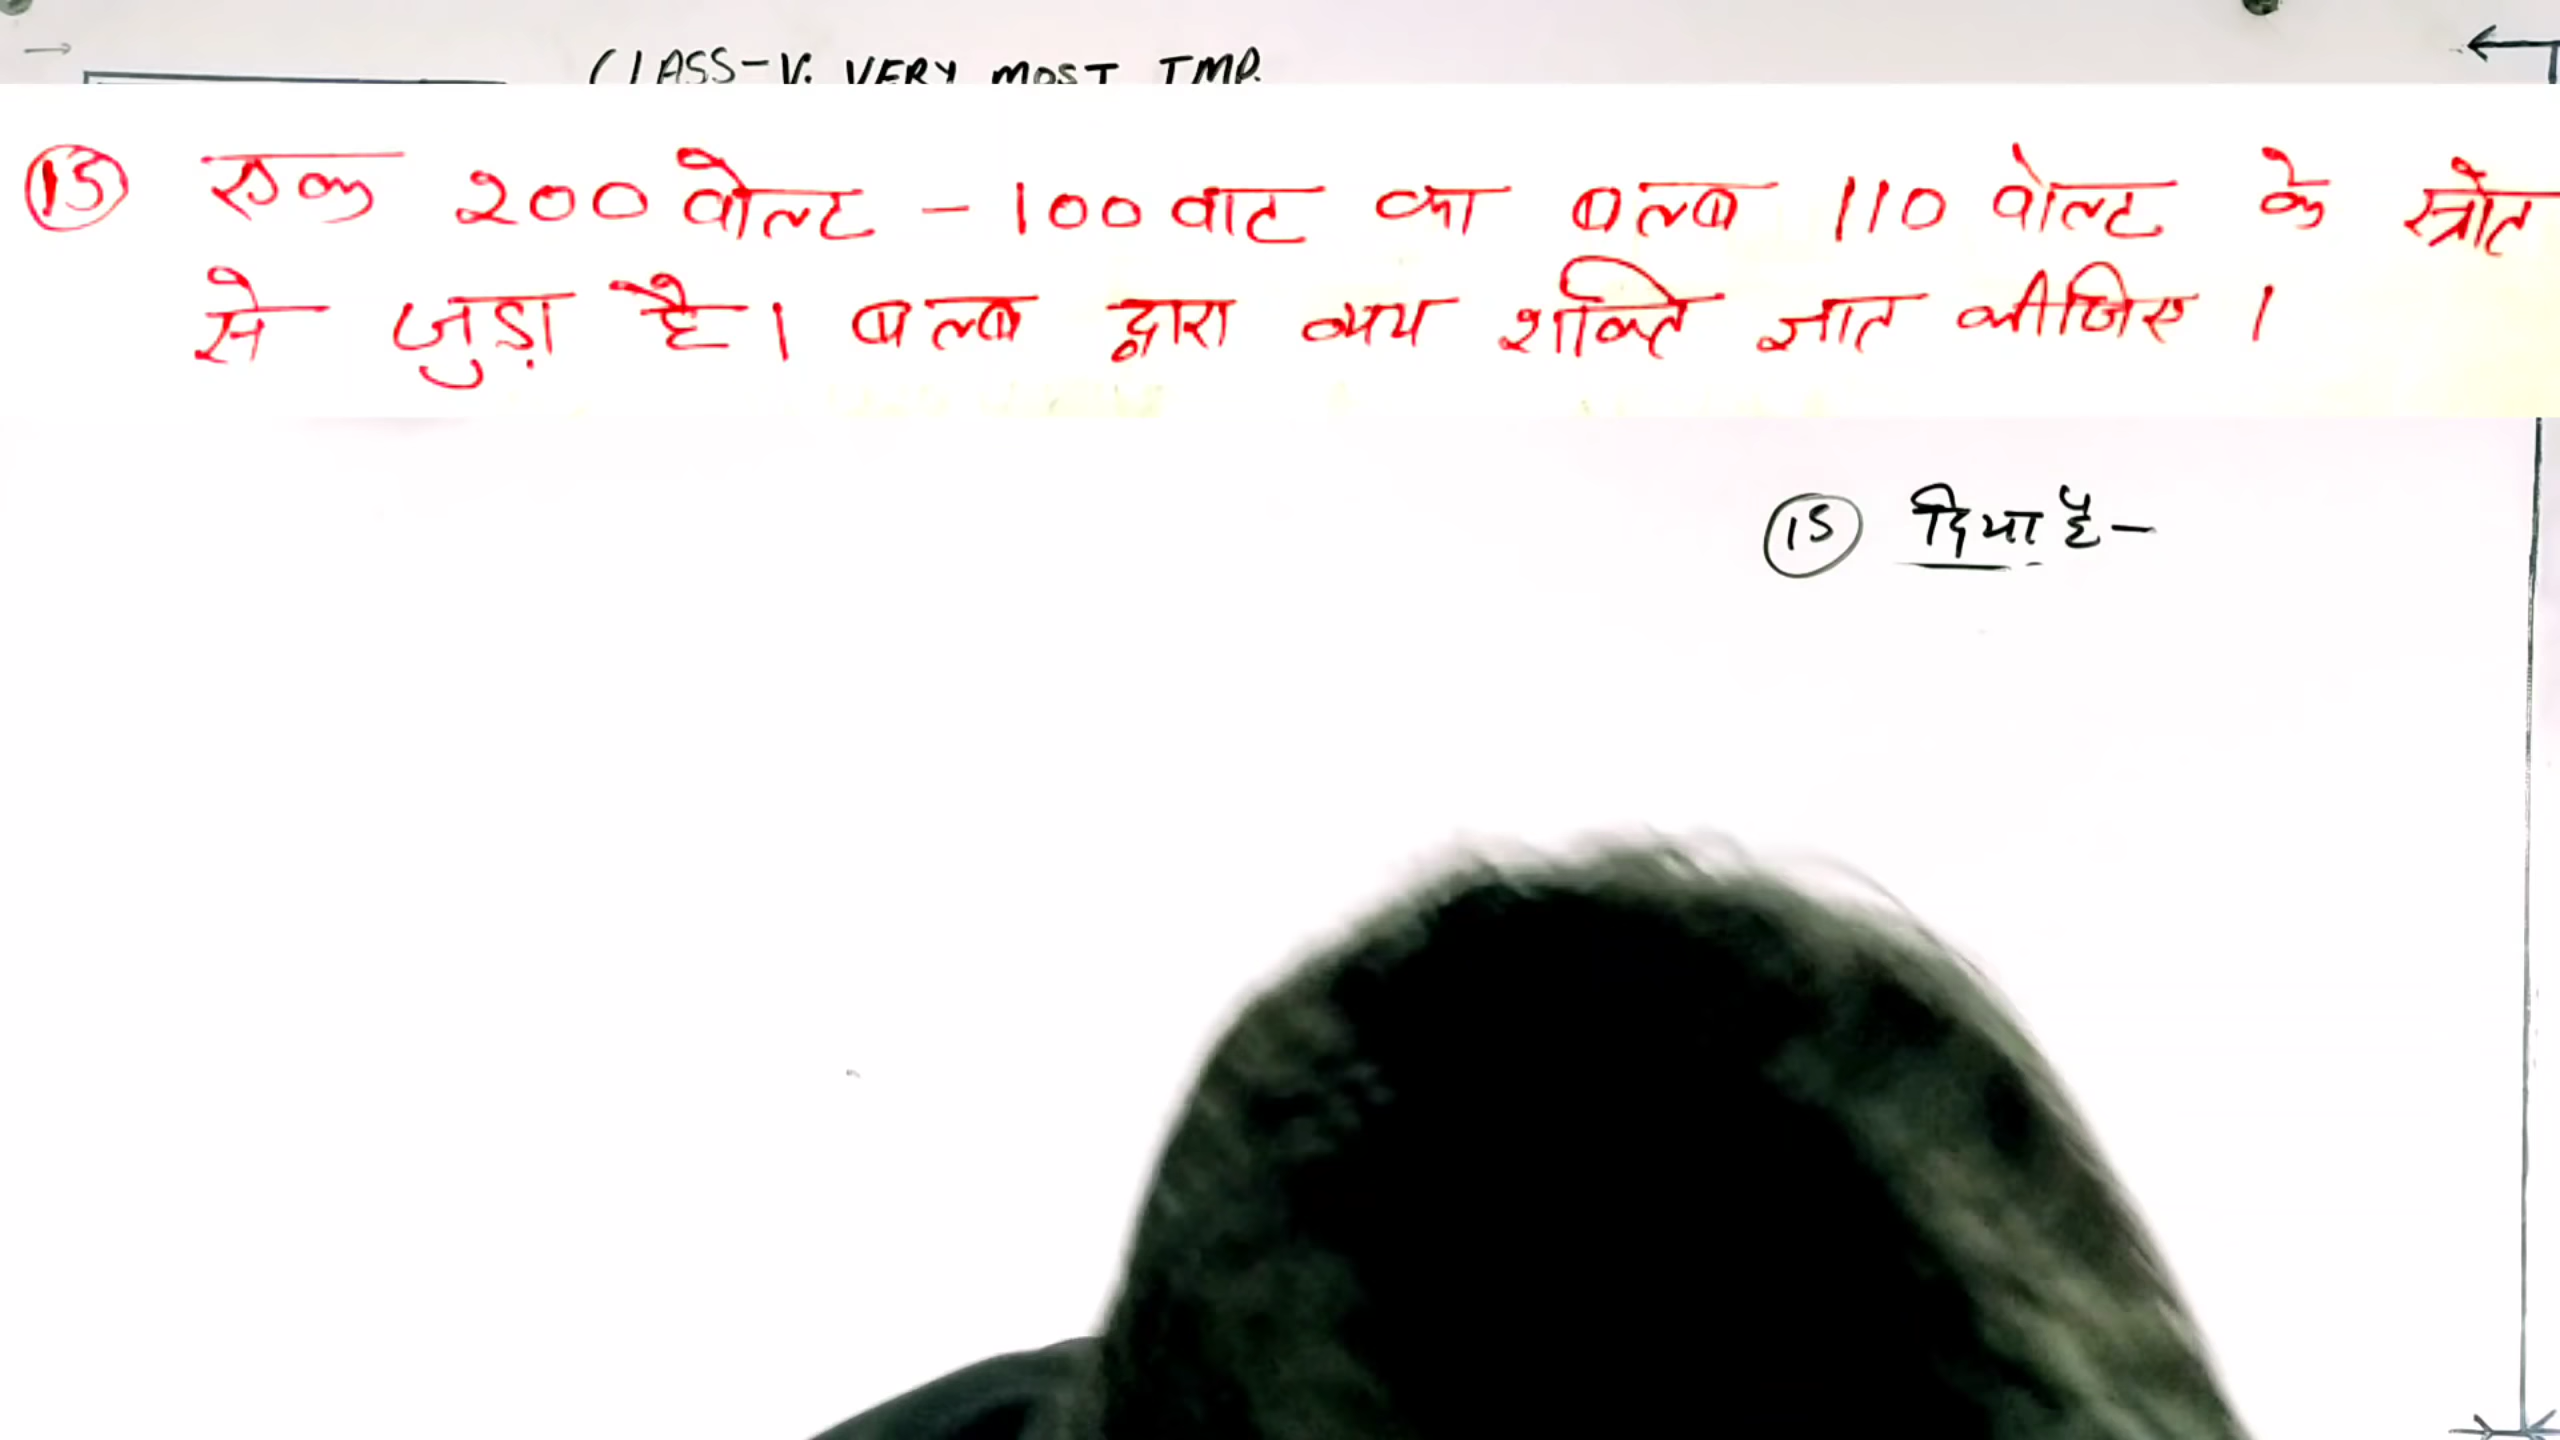 CLASS-V. VERY MOST IMP.
(15) एक 200 वोल्ट - 100 वाट का बल्ब 110 वोल्ट के स्त्रोत
से जुड़ा है। बल्ब द्वारा व्यय शक्ति ज्ञात कीजिए ।
(15) दिया है -